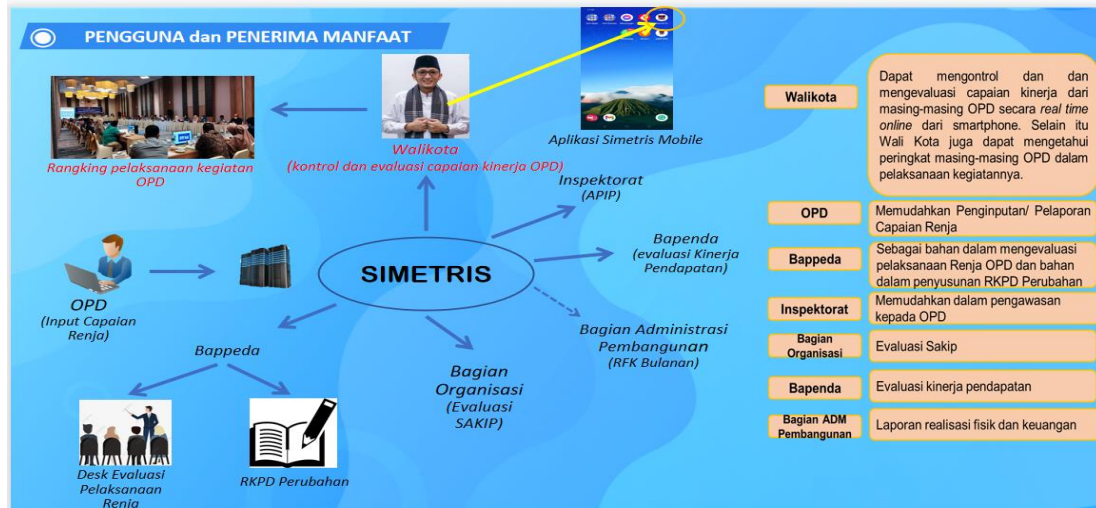 PENGGUNA dan PENERIMA MANFAAT
Rangking pelaksanaan kegiatan
OPD
Walikota
(kontrol dan evaluasi capaian kinerja OPD)
Aplikasi Simetris Mobile
Inspektorat
(APIP)
Bapenda
(evaluasi Kinerja
Pendapatan)
SIMETRIS
OPD
(Input Capaian
Renja)
Bagian Administrasi
Pembangunan
(RFK Bulanan)
Bappeda
Bagian
Organisasi
(Evaluasi
SAKIP)
Desk Evaluasi
Pelaksanaan
Renja
RKPD Perubahan
Walikota
Dapat mengontrol dan dan
mengevaluasi capaian kinerja dari
masing-masing OPD secara real time
online dari smartphone. Selain itu
Wali Kota juga dapat mengetahui
peringkat masing-masing OPD dalam
pelaksanaan kegiatannya.
OPD
Memudahkan Penginputan/ Pelaporan
Capaian Renja
Bappeda
Sebagai bahan dalam mengevaluasi
pelaksanaan Renja OPD dan bahan
dalam penyusunan RKPD Perubahan
Inspektorat
Memudahkan dalam pengawasan
kepada OPD
Bagian
Organisasi
Evaluasi Sakip
Bapenda
Evaluasi kinerja pendapatan
Bagian ADM
Pembangunan
Laporan realisasi fisik dan keuangan